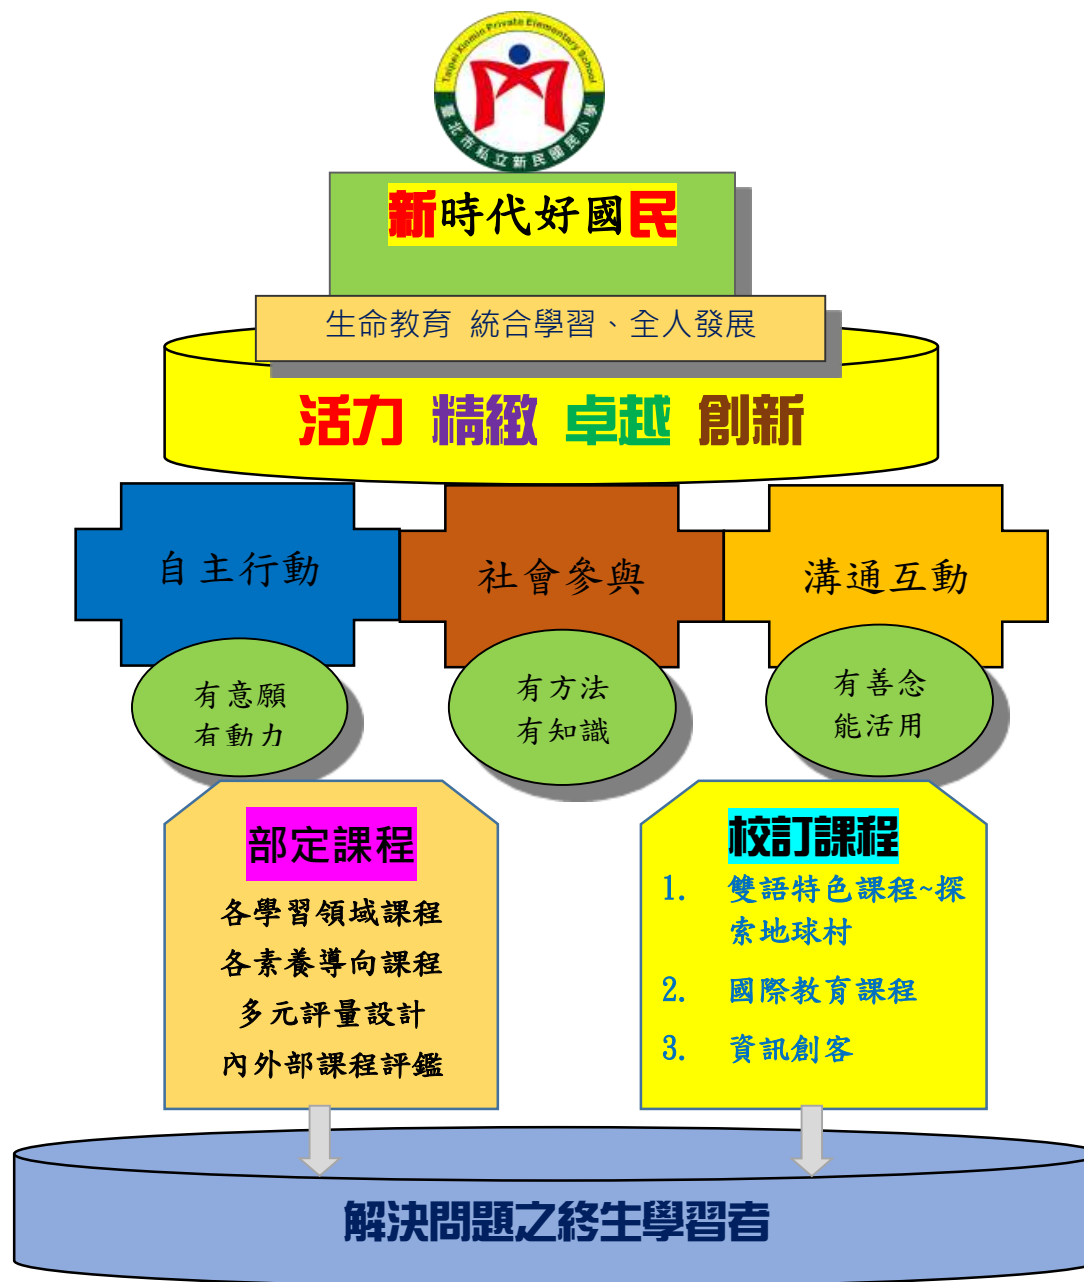 Taipei Xinmin Private Elementary School
臺北市私立新民國民小學
新時代好國民
生命教育 統合學習、全人發展
活力 精緻 卓越 創新
自主行動
社會參與
溝通互動
有意願
有動力
有方法
有知識
有善念
能活用
部定課程
各學習領域課程
各素養導向課程
多元評量設計
內外部課程評鑑
校訂課程
1. 雙語特色課程~探
索地球村
2. 國際教育課程
3. 資訊創客
解決問題之終生學習者